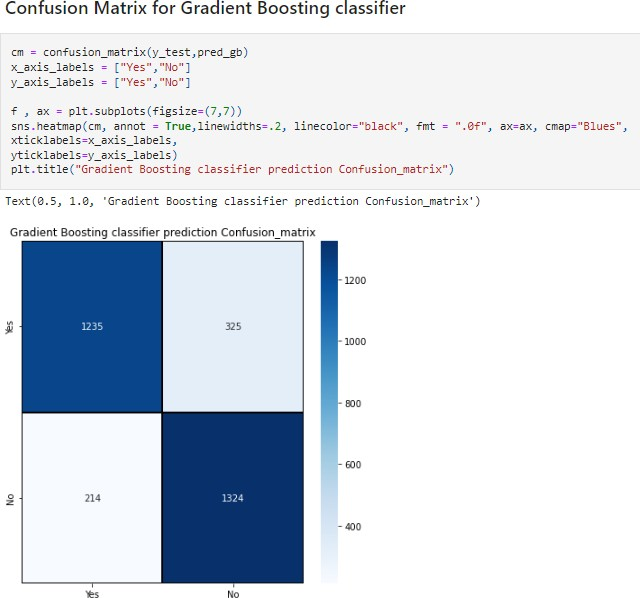 Confusion Matrix for Gradient Boosting classifier
cm = confusion_matrix(y_test,pred_gb)
x_axis_labels = ["Yes","No"]
y_axis_labels = ["Yes","No"]
f , ax = plt.subplots(figsize=(7,7))
sns.heatmap(cm, annot = True,linewidths=.2, linecolor="black", fmt = ".0f", ax=ax, cmap="Blues",
xticklabels=x_axis_labels,
yticklabels=y_axis_labels)
plt.title("Gradient Boosting classifier prediction Confusion_matrix")
Text(0.5, 1.0, 'Gradient Boosting classifier prediction Confusion_matrix')
Gradient Boosting classifier prediction Confusion_matrix
Yes
1235
325
No
214
1324
Yes
No
1200
1000
800
600
400